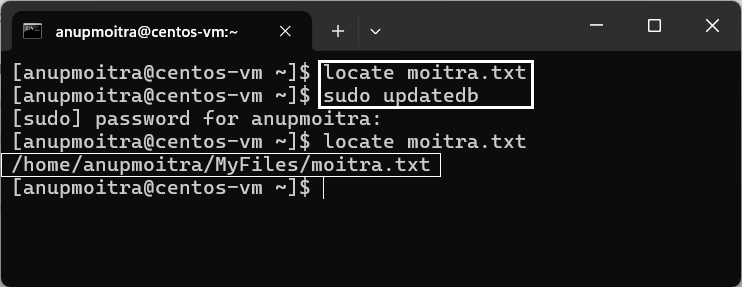 anupmoitra@centos-vm:~
[anupmoitra@centos-vm ~]$ locate moitra.txt
[anupmoitra@centos-vm ~]$ sudo updatedb
[sudo] password for anupmoitra:
[anupmoitra@centos-vm ~]$ locate moitra.txt
/home/anupmoitra/MyFiles/moitra.txt
[anupmoitra@centos-vm ~]$